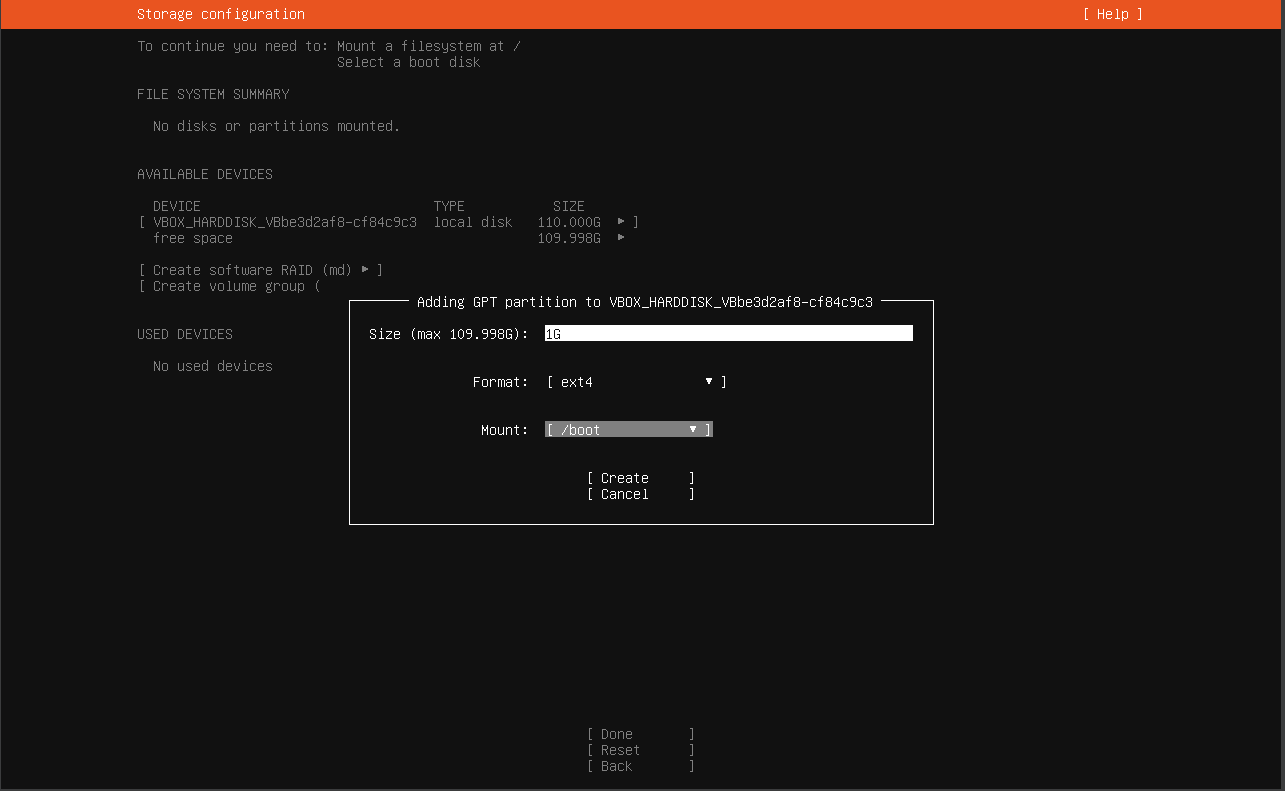 Storage configuration [ Help ]
To continue you need to: Mount a filesystem at /
Select a boot disk
FILE SYSTEM SUMMARY
No disks or partitions mounted.
AVAILABLE DEVICES
DEVICE TYPE SIZE
[ VBOX_HARDDISK_VBbe3d2af8-cf84c9c3 local disk 110.000G ▸ ]
free space 109.998G ▸
[ Create software RAID (md) ▸ ]
[ Create volume group (
Adding GPT partition to VBOX_HARDDISK_VBbe3d2af8-cf84c9c3
Size (max 109.998G): 1G
Format: [ ext4 ▾ ]
Mount: [ /boot ▾ ]
[ Create ]
[ Cancel ]
USED DEVICES
No used devices
[ Done ]
[ Reset ]
[ Back ]